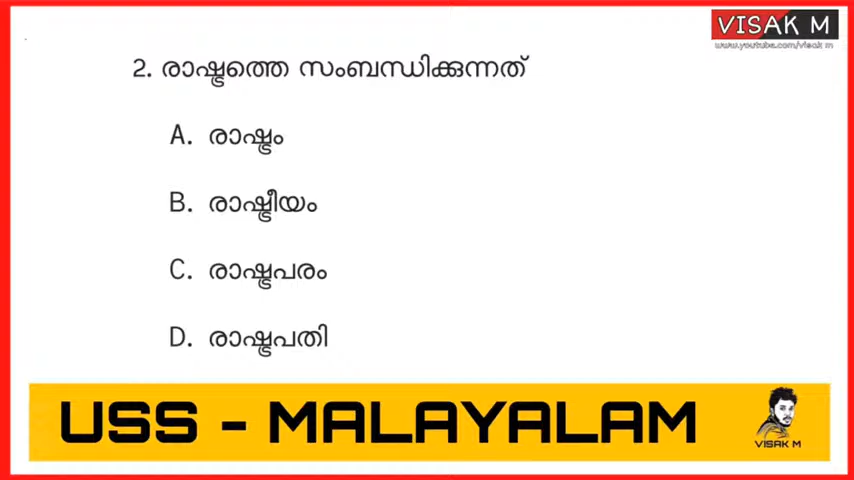 VISAK M
www.youtube.com/visak m
2. രാഷ്ട്രത്തെ സംബന്ധിക്കുന്നത്
A. രാഷ്ട്രം
B. രാഷ്ട്രീയം
C. രാഷ്ട്രപരം
D. രാഷ്ട്രപതി
USS - MALAYALAM
VISAK M